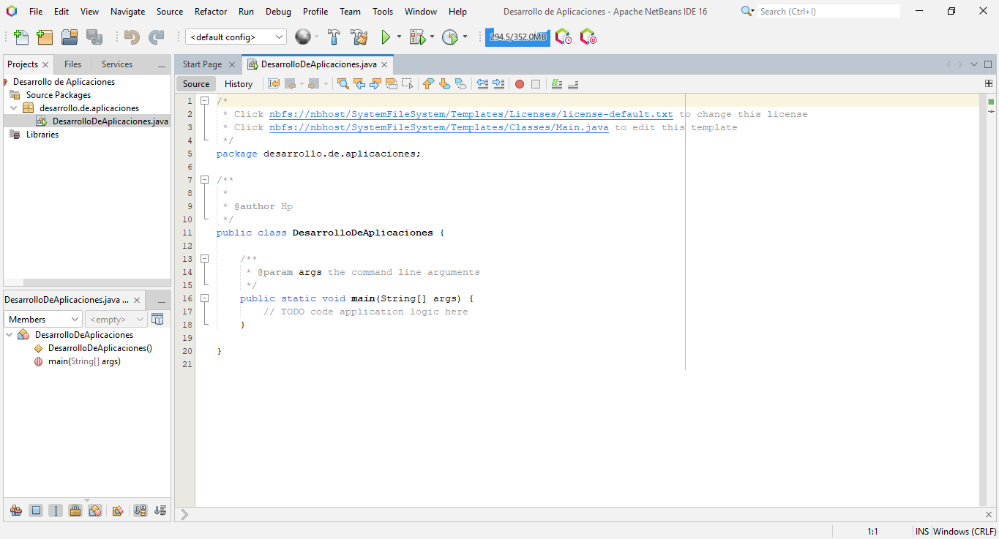 File Edit View Navigate Source Refactor Run Debug Profile Team Tools Window Help Desarrollo de Aplicaciones - Apache NetBeans IDE 16 Search (Ctrl+I)
<default config> 294.5/352.0MB
Projects Files Services
Start Page DesarrolloDeAplicaciones.java
Source History
Desarrollo de Aplicaciones
Source Packages
desarrollo.de.aplicaciones
DesarrolloDeAplicaciones.java
Libraries
1 /*
2 * Click nbfs://nbhost/SystemFileSystem/Templates/Licenses/license-default.txt to change this license
3 * Click nbfs://nbhost/SystemFileSystem/Templates/Classes/Main.java to edit this template
4 */
5 package desarrollo.de.aplicaciones;
6
7 /**
8 *
9 * @author Hp
10 */
11 public class DesarrolloDeAplicaciones {
12
13 /**
14 * @param args the command line arguments
15 */
16 public static void main(String[] args) {
17 // TODO code application logic here
18 }
19
20 }
21
DesarrolloDeAplicaciones.java ...
Members <empty>
DesarrolloDeAplicaciones
DesarrolloDeAplicaciones()
main(String[] args)
1:1 INS Windows (CRLF)